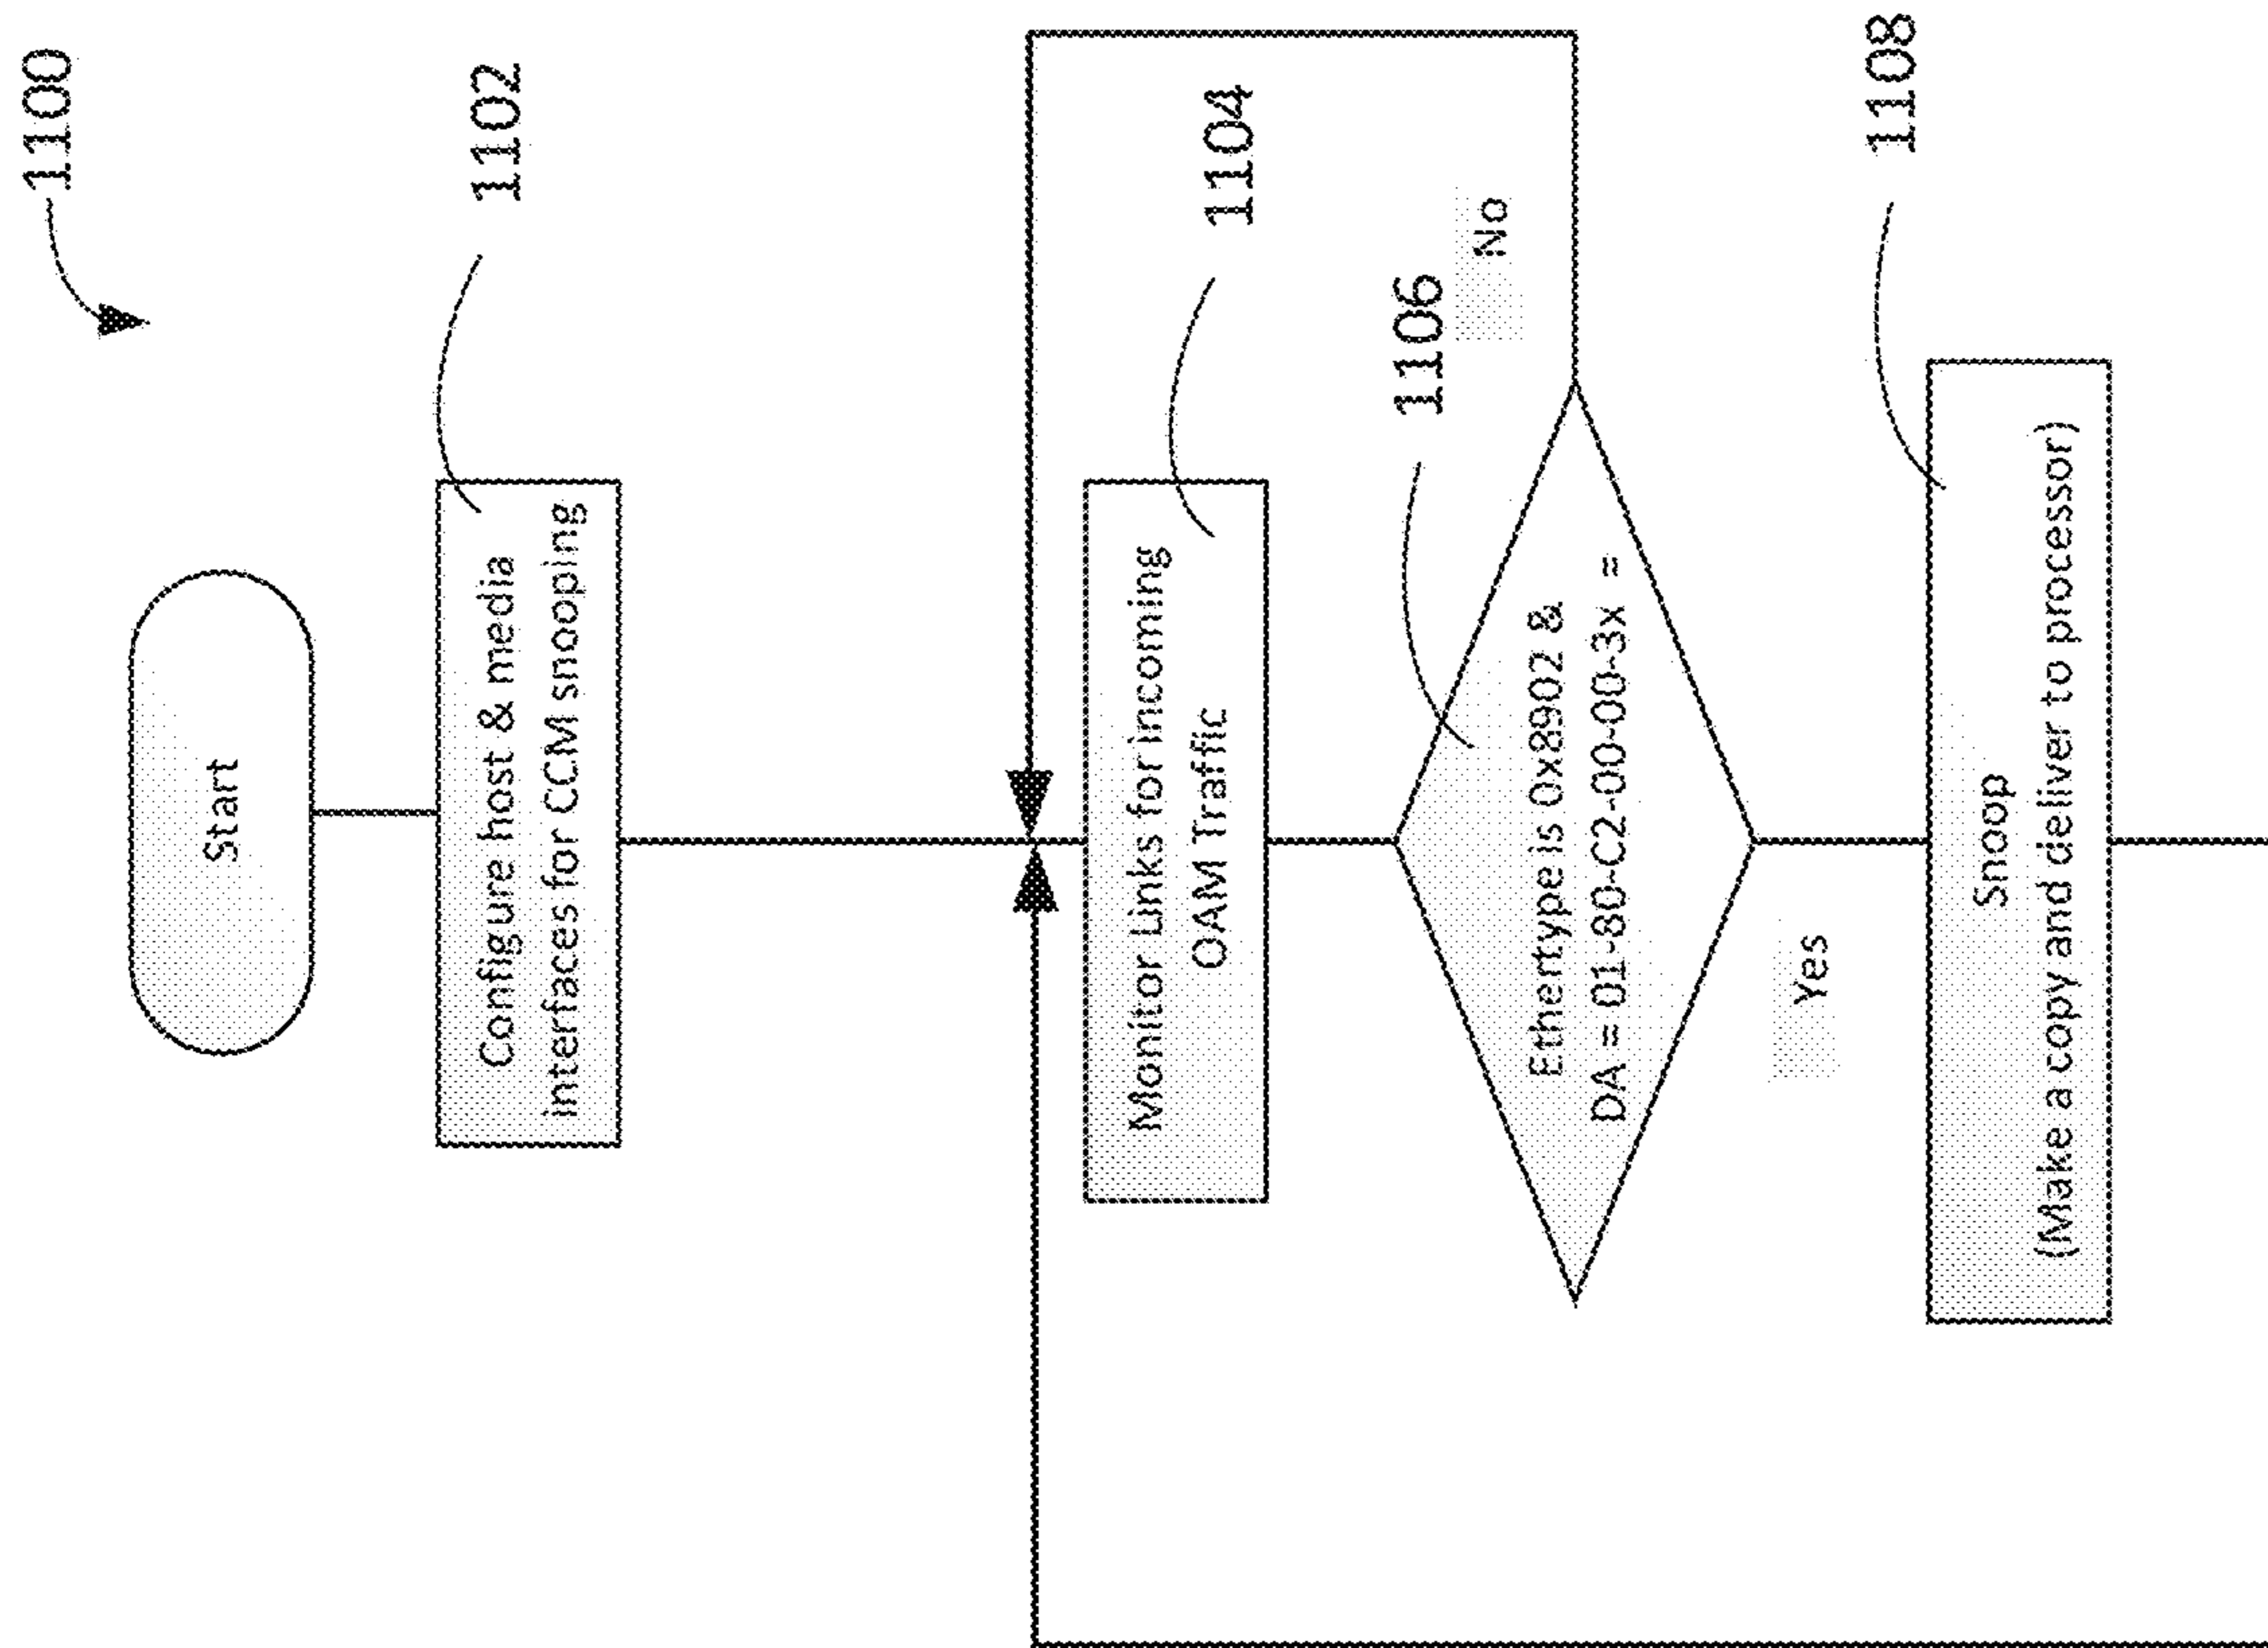 1100
Start
1102
Configure host & media
interfaces for CCM snooping
1104
Monitor Links for incoming
OAM Traffic
1106
No
Ethertype is 0x8902 &
DA = 01-80-C2-00-00-3x =
Yes
1108
Snoop
(Make a copy and deliver to processor)